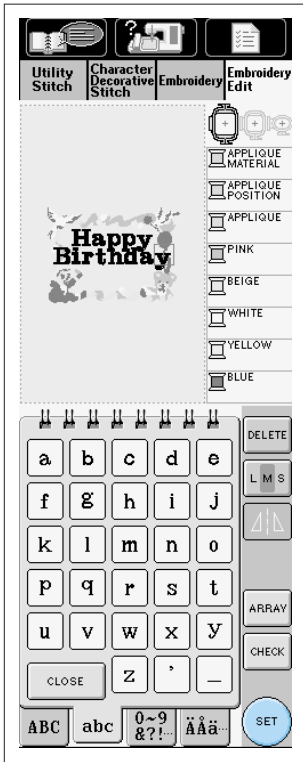 Utility
Stitch
Character
Decorative
Stitch
Embroidery
Embroidery
Edit
APPLIQUE
MATERIAL
APPLIQUE
POSITION
APPLIQUE
PINK
BEIGE
WHITE
YELLOW
BLUE
Happy
Birthday
a b c d e
f g h i j
k l m n o
p q r s t
u v w x y
CLOSE z ' _
ABC abc 0~9 &?!... ÄÅä...
DELETE
L M S
ARRAY
CHECK
SET